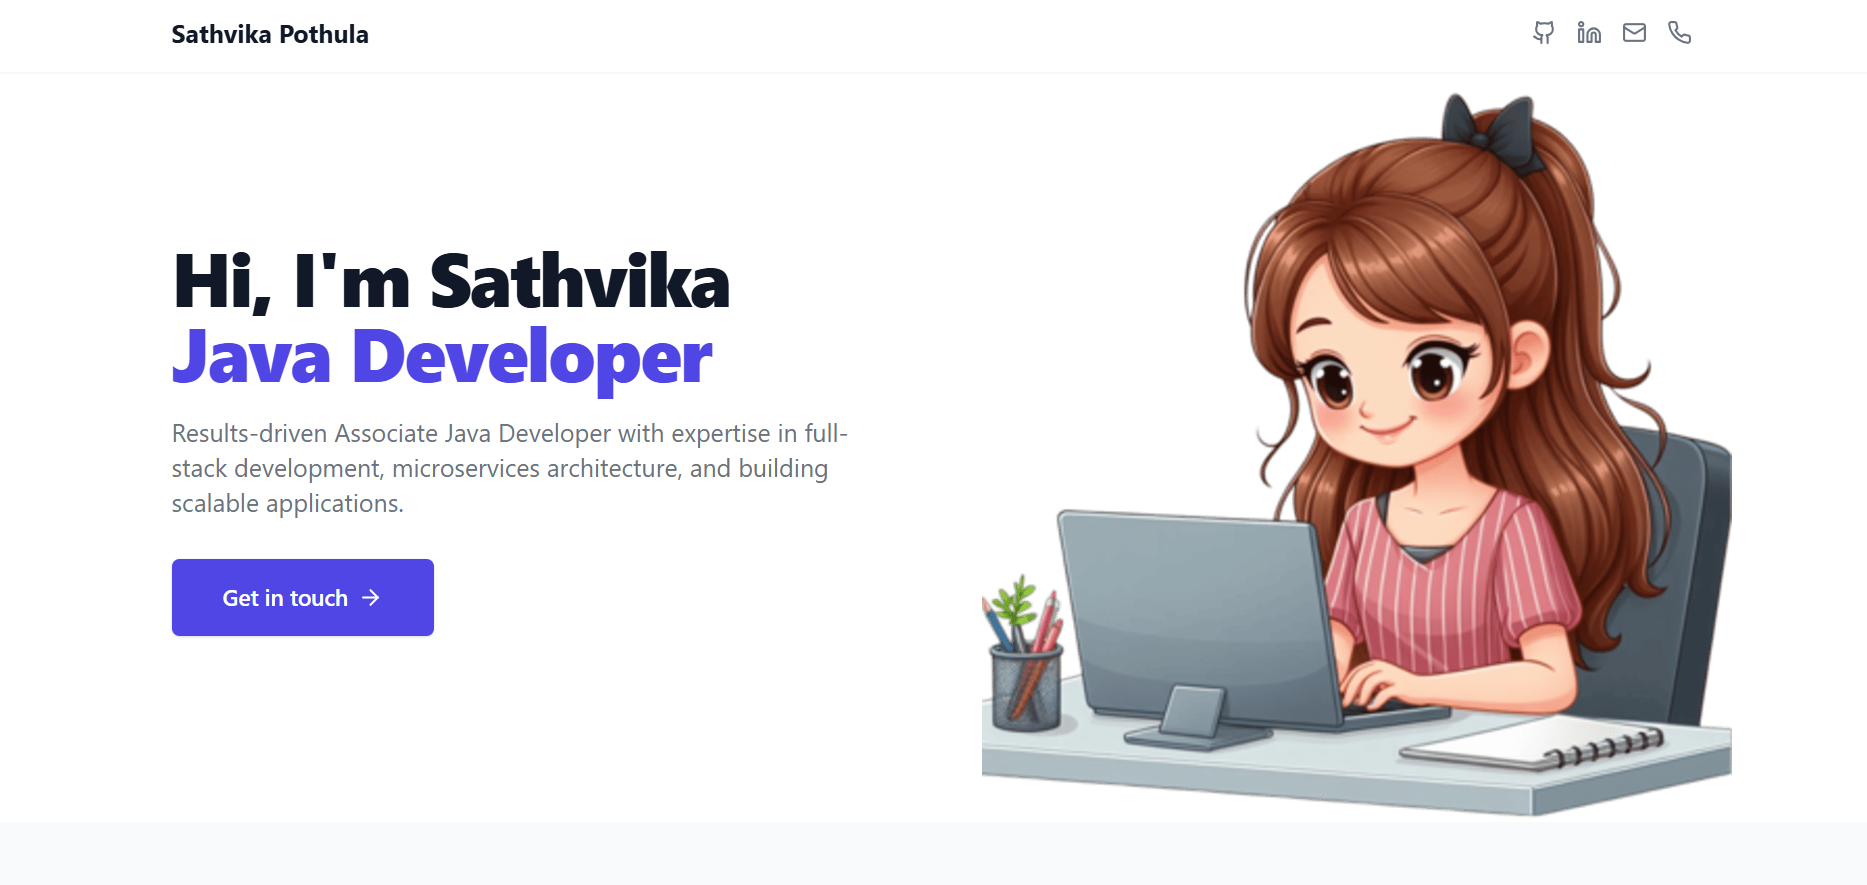 Sathvika Pothula
Hi, I'm Sathvika
Java Developer
Results-driven Associate Java Developer with expertise in full-
stack development, microservices architecture, and building
scalable applications.
Get in touch →